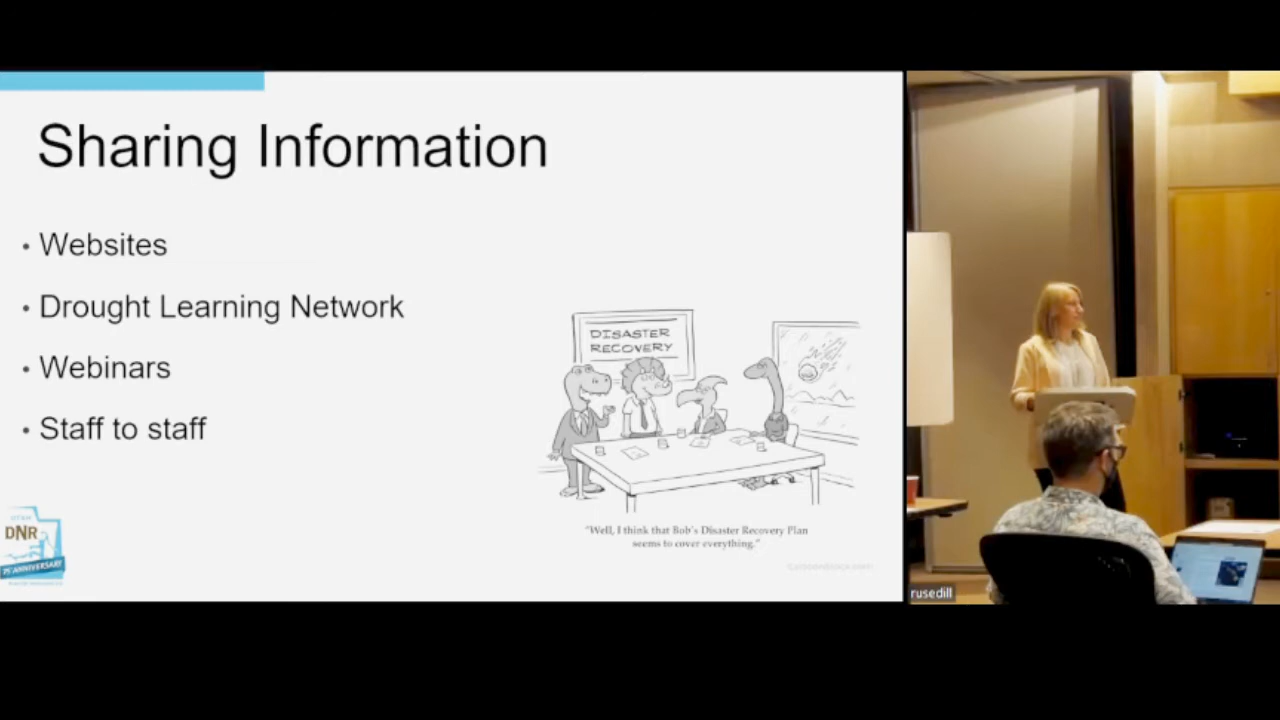 Sharing Information
• Websites
• Drought Learning Network
• Webinars
• Staff to staff
DISASTER
RECOVERY
"Well, I think that Bob's Disaster Recovery Plan
seems to cover everything."
UTAH
DNR
75TH ANNIVERSARY
rusedill